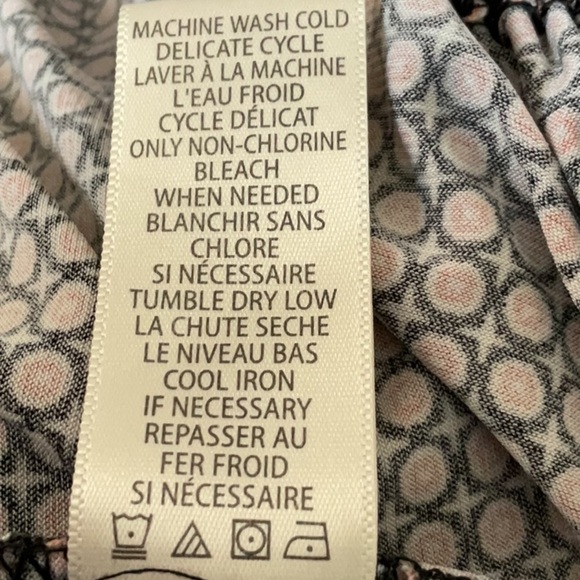 MACHINE WASH COLD
DELICATE CYCLE
LAVER À LA MACHINE
L'EAU FROID
CYCLE DÉLICAT
ONLY NON-CHLORINE
BLEACH
WHEN NEEDED
BLANCHIR SANS
CHLORE
SI NÉCESSAIRE
TUMBLE DRY LOW
LA CHUTE SECHE
LE NIVEAU BAS
COOL IRON
IF NECESSARY
REPASSER AU
FER FROID
SI NÉCESSAIRE